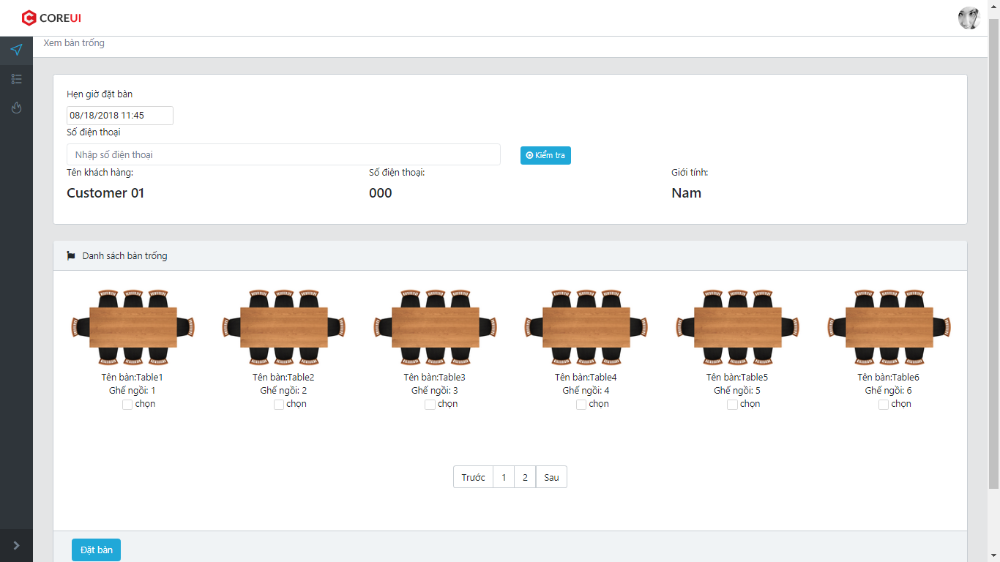 COREUI
Xem bàn trống
Hẹn giờ đặt bàn
08/18/2018 11:45
Số điện thoại
Nhập số điện thoại
Kiểm tra
Tên khách hàng: Số điện thoại: Giới tính:
Customer 01 000 Nam
Danh sách bàn trống
Tên bàn:Table1 Tên bàn:Table2 Tên bàn:Table3 Tên bàn:Table4 Tên bàn:Table5 Tên bàn:Table6
Ghế ngồi: 1 Ghế ngồi: 2 Ghế ngồi: 3 Ghế ngồi: 4 Ghế ngồi: 5 Ghế ngồi: 6
chọn chọn chọn chọn chọn chọn
Trước 1 2 Sau
Đặt bàn